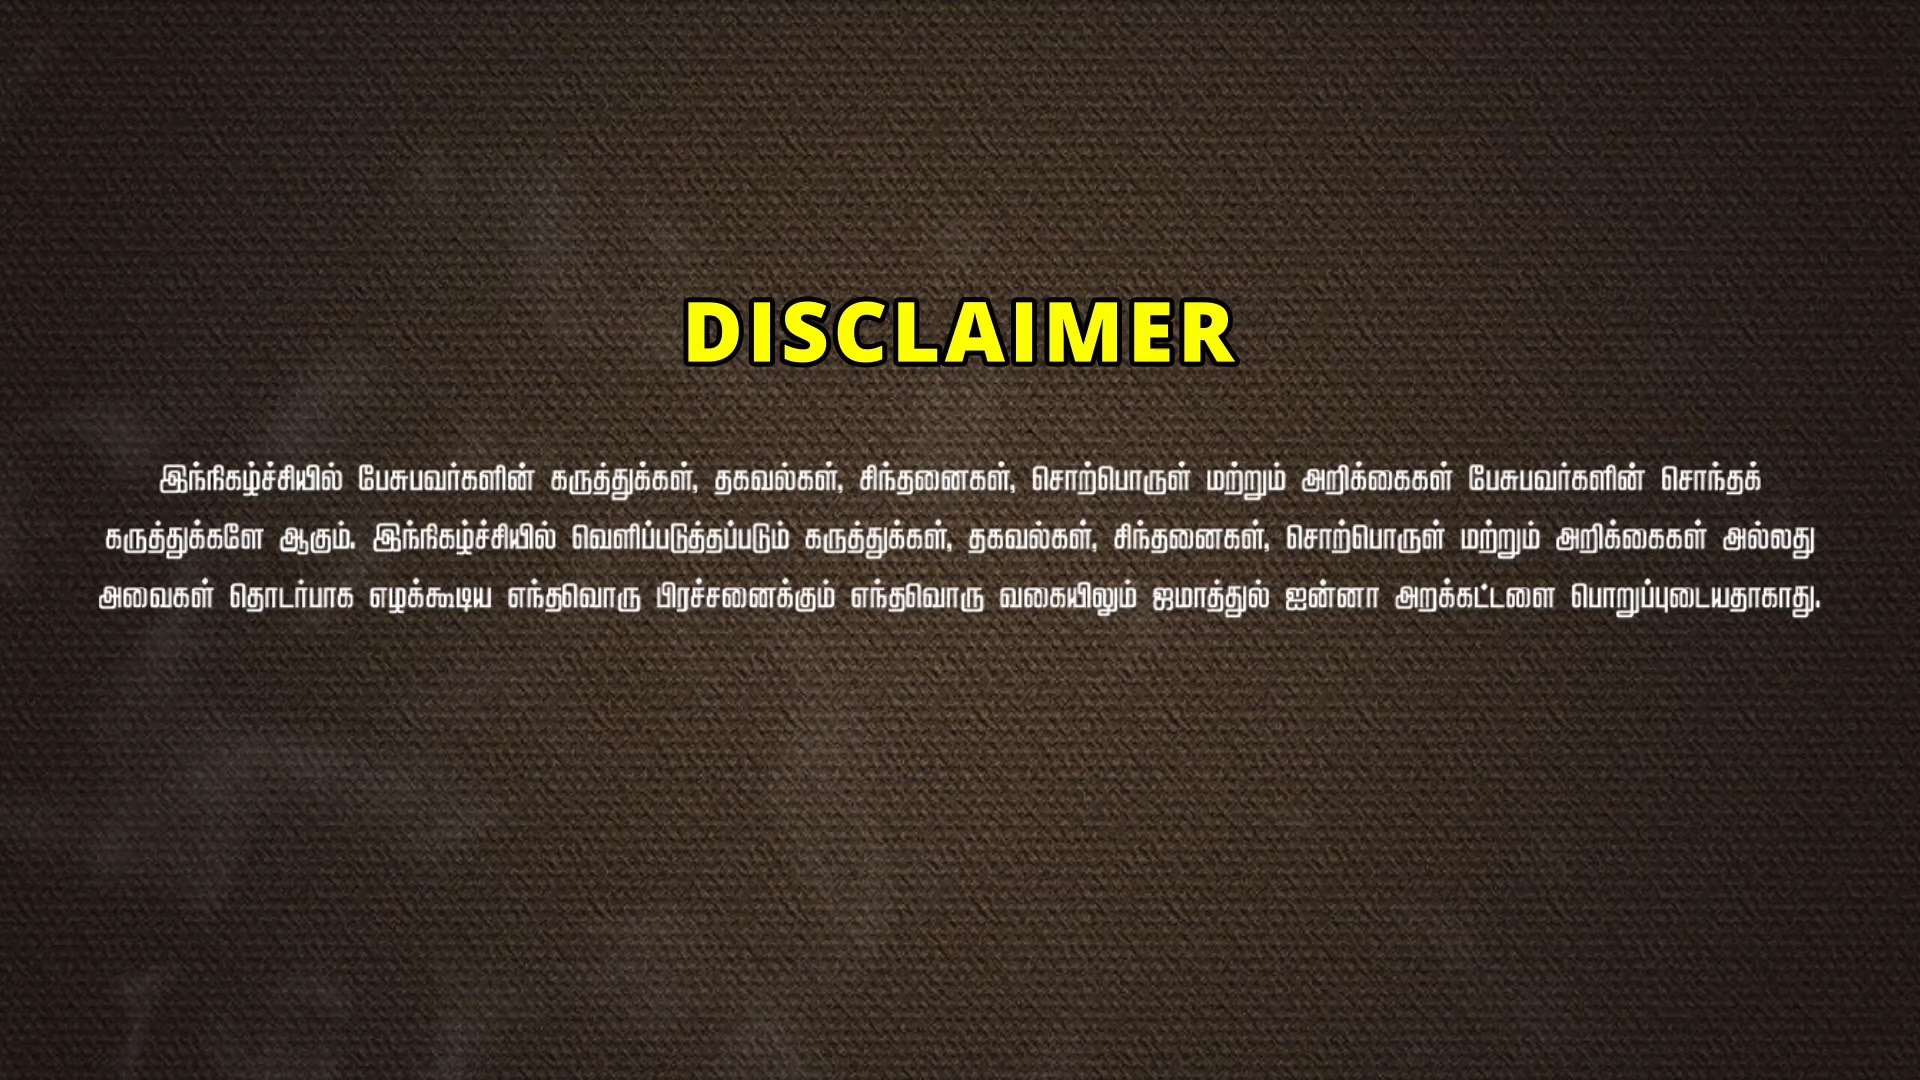 DISCLAIMER
இந்நிகழ்ச்சியில் பேசுபவர்களின் கருத்துக்கள், தகவல்கள், சிந்தனைகள், சொற்பொருள் மற்றும் அறிக்கைகள் பேசுபவர்களின் சொந்தக்
கருத்துக்களே ஆகும். இந்நிகழ்ச்சியில் வெளிப்படுத்தப்படும் கருத்துக்கள், தகவல்கள், சிந்தனைகள், சொற்பொருள் மற்றும் அறிக்கைகள் அல்லது
அவைகள் தொடர்பாக எழக்கூடிய எந்தவொரு பிரச்சனைக்கும் எந்தவொரு வகையிலும் ஜமாத்துல் ஐன்னா அறக்கட்டளை பொறுப்புடையதாகாது.